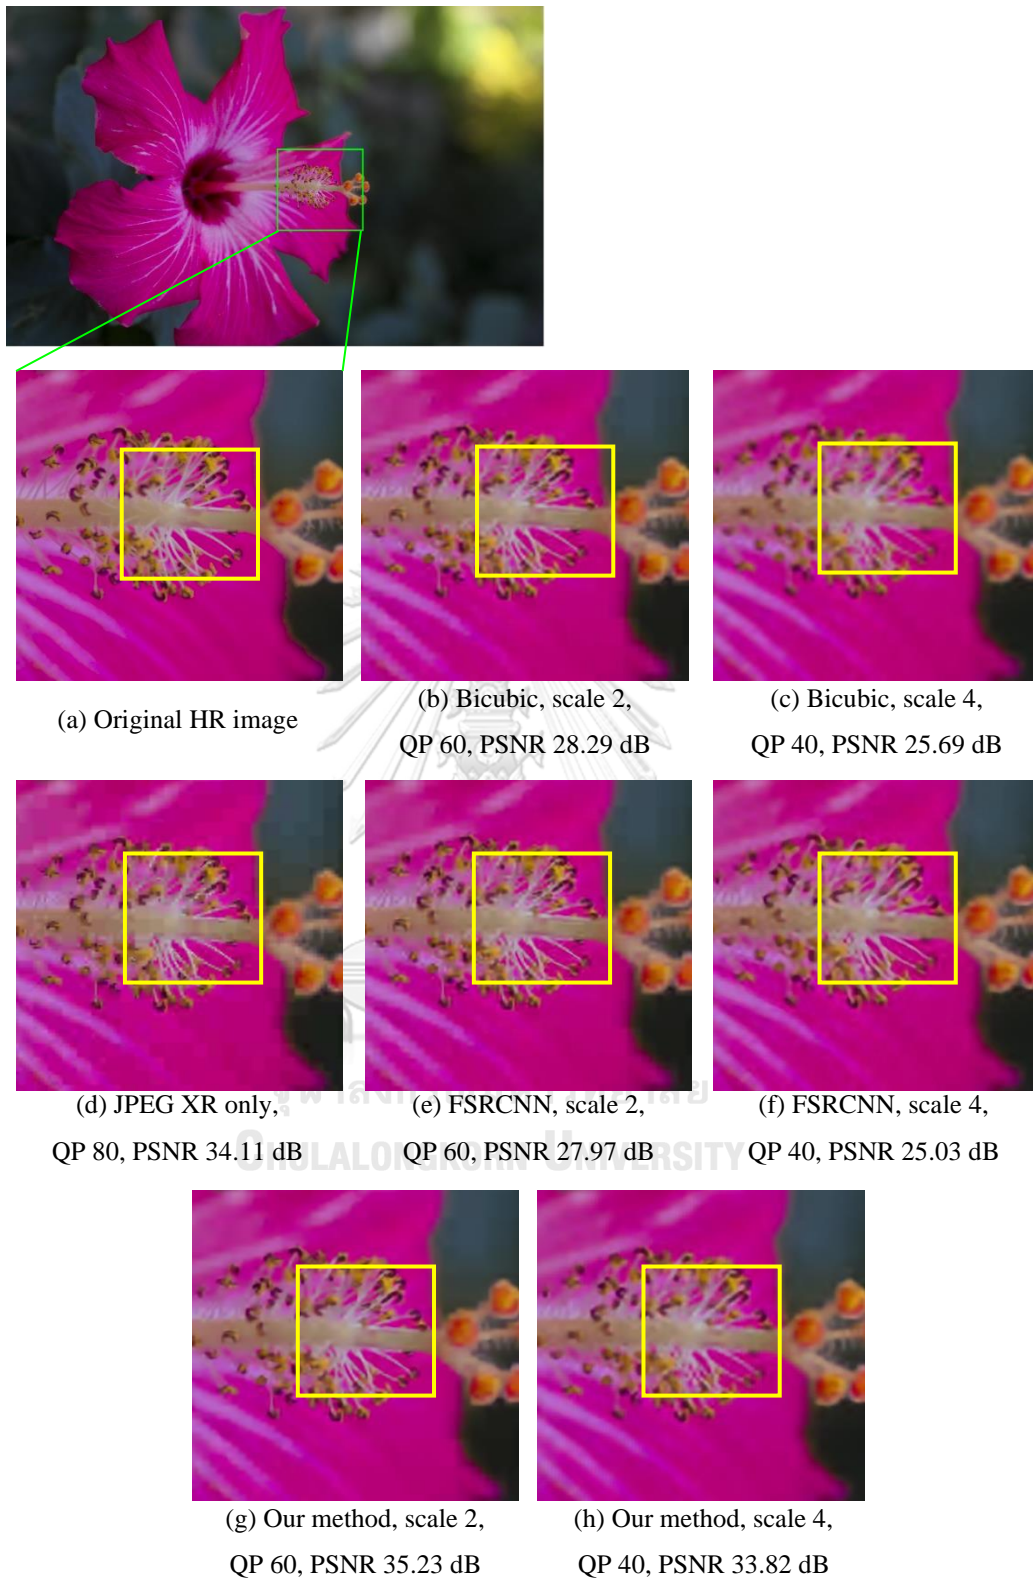 (a) Original HR image
(b) Bicubic, scale 2,
QP 60, PSNR 28.29 dB
(c) Bicubic, scale 4,
QP 40, PSNR 25.69 dB
(d) JPEG XR only,
QP 80, PSNR 34.11 dB
(e) FSRCNN, scale 2,
QP 60, PSNR 27.97 dB
(f) FSRCNN, scale 4,
QP 40, PSNR 25.03 dB
CHULALONGKORN UNIVERSITY
(g) Our method, scale 2,
QP 60, PSNR 35.23 dB
(h) Our method, scale 4,
QP 40, PSNR 33.82 dB